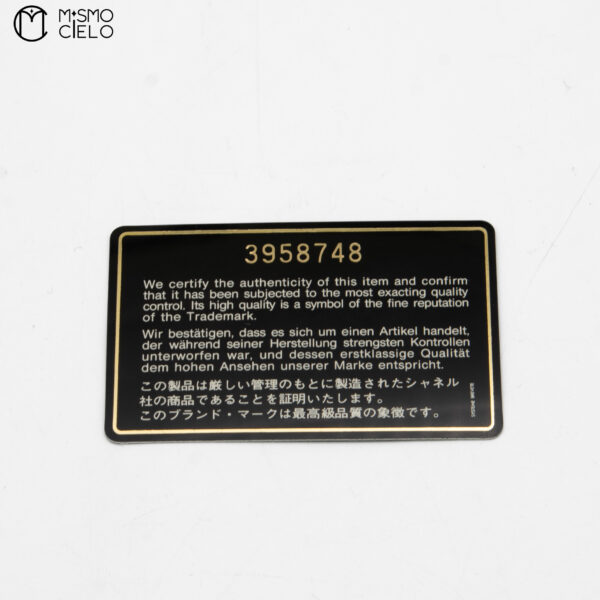 MISMO
CIELO
3958748
We certify the authenticity of this item and confirm
that it has been subjected to the most exacting quality
control. Its high quality is a symbol of the fine reputation
of the Trademark.
Wir bestätigen, dass es sich um einen Artikel handelt,
der während seiner Herstellung strengsten Kontrollen
unterworfen war, und dessen erstklassige Qualität
dem hohen Ansehen unserer Marke entspricht.
この製品は厳しい管理のもとに製造されたシャネル
社の商品であることを証明いたします。
このブランド・マークは最高級品質の象徴です。